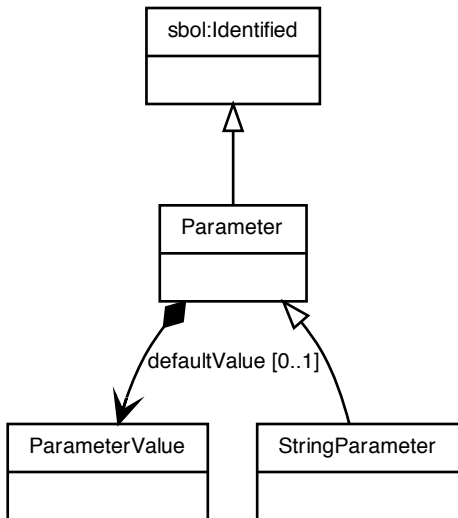 sbol:Identified
Parameter
defaultValue [0..1]
ParameterValue
StringParameter